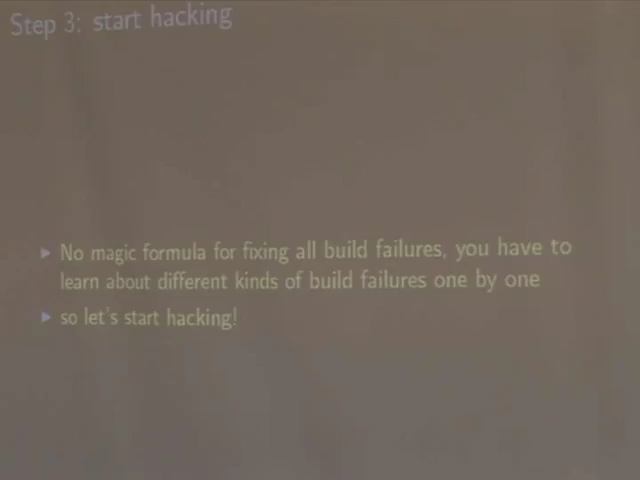 Step 3: start hacking
No magic formula for fixing all build failures, you have to
learn about different kinds of build failures one by one
so let's start hacking!